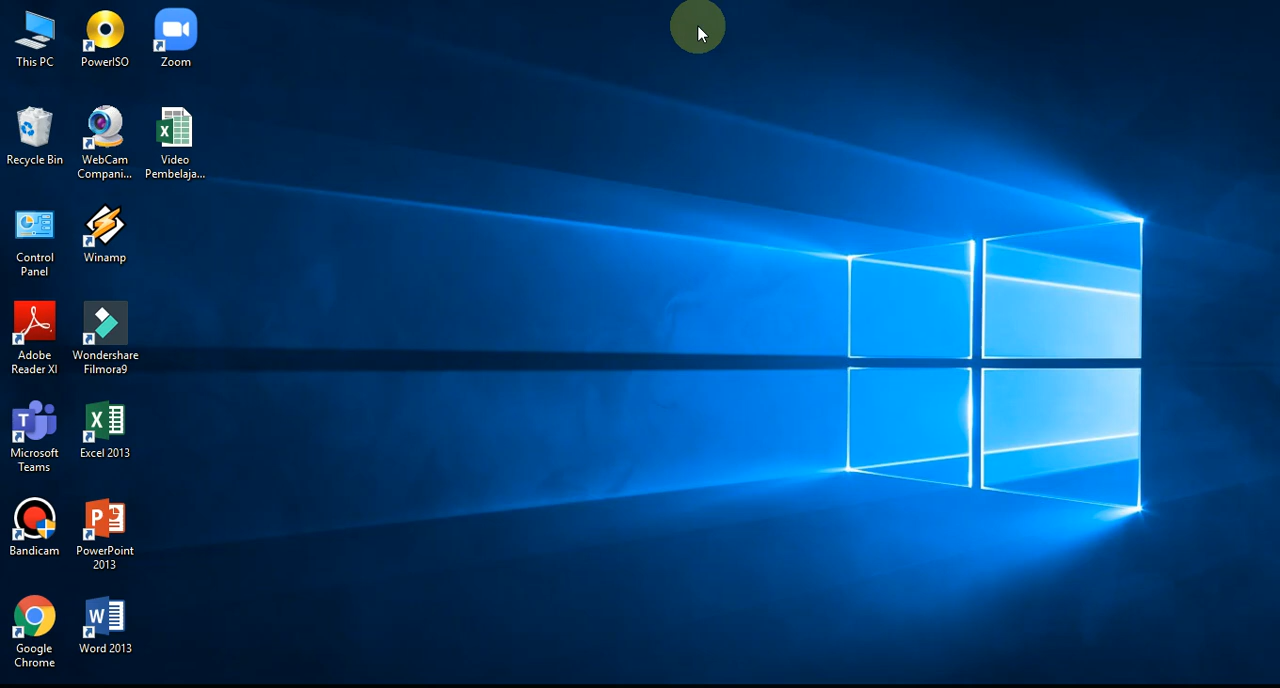 This PC
PowerISO
Zoom
Recycle Bin
WebCam
Compani...
Video
Pembelaja...
Control
Panel
Winamp
Adobe
Reader XI
Wondershare
Filmora9
Microsoft
Teams
Excel 2013
Bandicam
PowerPoint
2013
Google
Chrome
Word 2013